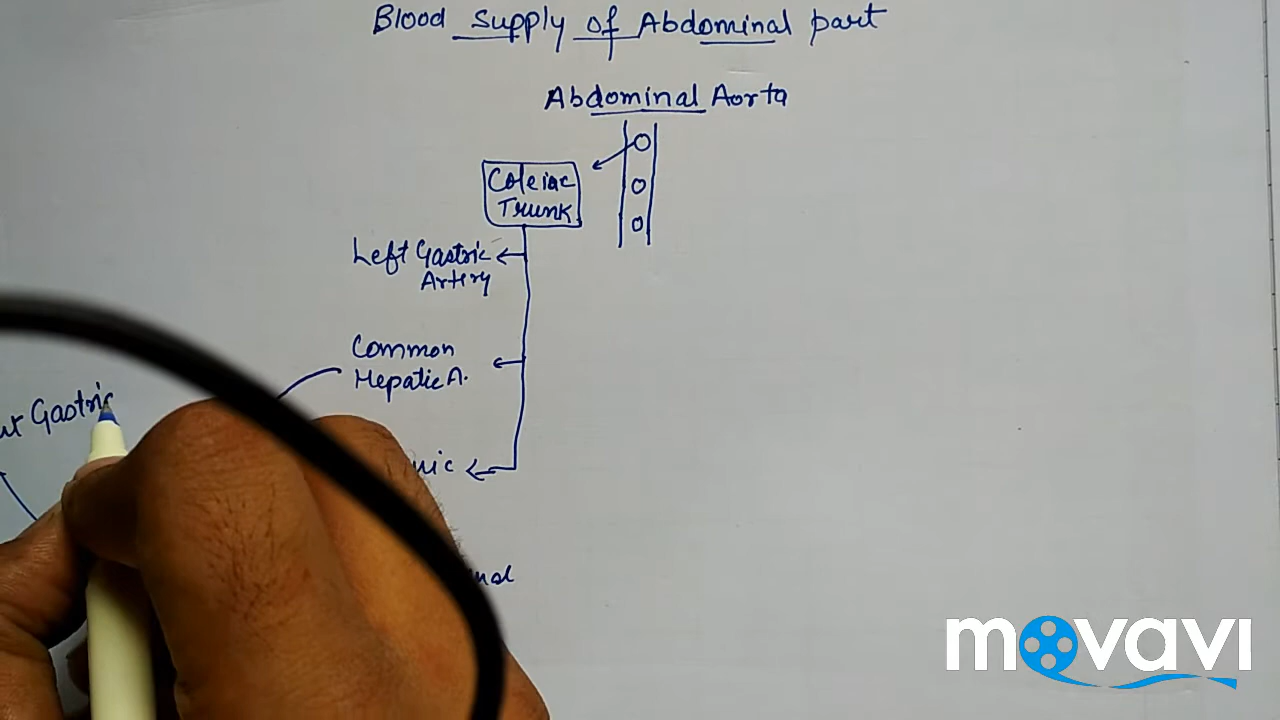 Blood Supply of Abdominal part
Abdominal Aorta
Coleiac
Trunk
Left Gastric
Artery
Common
Hepatic A.
Gastric
movavi